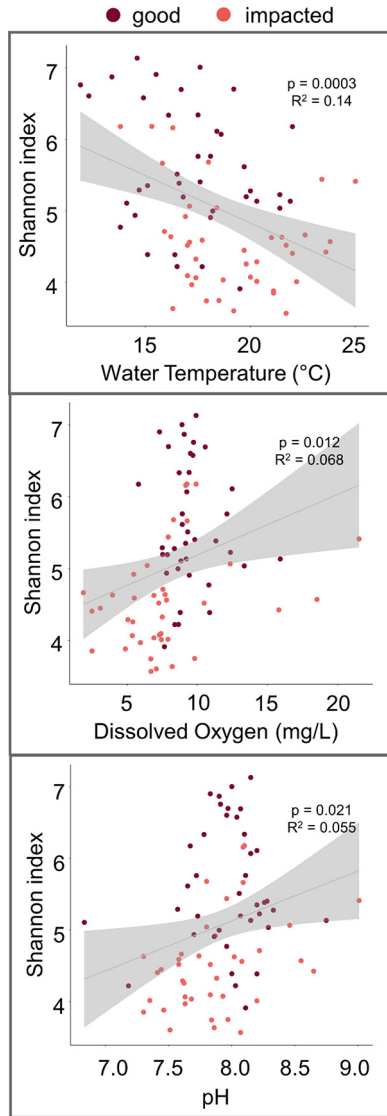 good impacted
7
6
5
4
Shannon index
p = 0.0003
R² = 0.14
15 20 25
Water Temperature (°C)
7
6
5
4
Shannon index
p = 0.012
R² = 0.068
5 10 15 20
Dissolved Oxygen (mg/L)
7
6
5
4
Shannon index
p = 0.021
R² = 0.055
7.0 7.5 8.0 8.5 9.0
pH